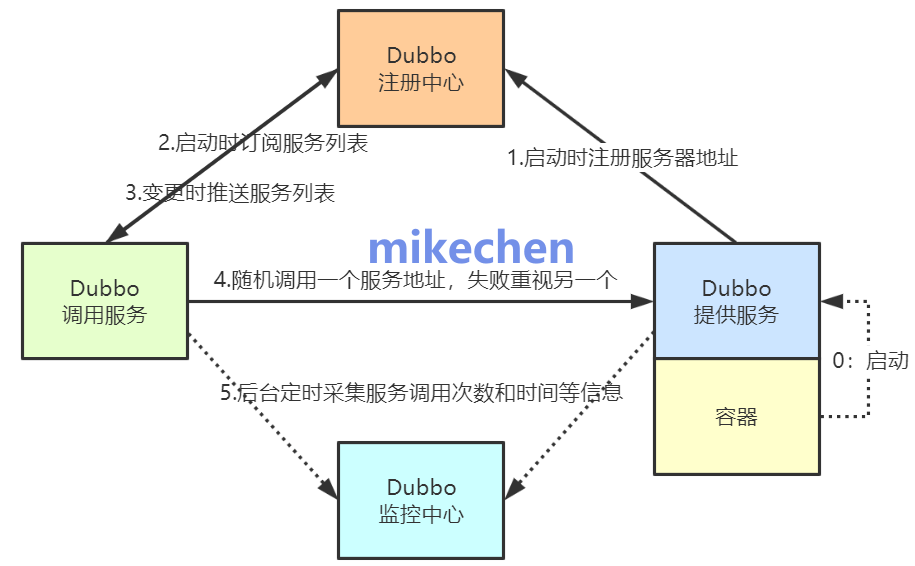 Dubbo
注册中心
2.启动时订阅服务列表
1.启动时注册服务器地址
3.变更时推送服务列表
mikechen
4.随机调用一个服务地址，失败重视另一个
Dubbo
调用服务
Dubbo
提供服务
0：启动
5.后台定时采集服务调用次数和时间等信息
容器
Dubbo
监控中心